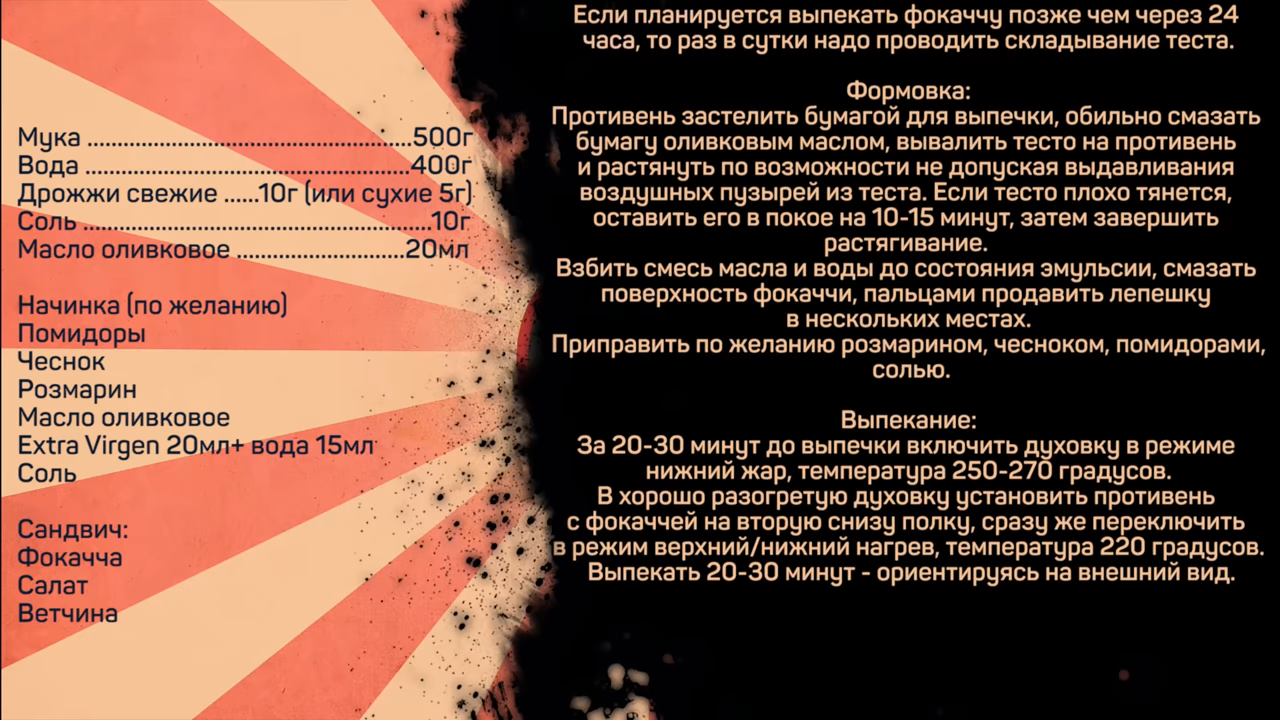 Мука ......................................................500г
Вода ......................................................400г
Дрожжи свежие ......10г (или сухие 5г)
Соль ..........................................................10г
Масло оливковое ............................20мл
Начинка (по желанию)
Помидоры
Чеснок
Розмарин
Масло оливковое
Extra Virgen 20мл+ вода 15мл
Соль
Сандвич:
Фокачча
Салат
Ветчина
Если планируется выпекать фокаччу позже чем через 24
часа, то раз в сутки надо проводить складывание теста.
Формовка:
Противень застелить бумагой для выпечки, обильно смазать
бумагу оливковым маслом, вывалить тесто на противень
и растянуть по возможности не допуская выдавливания
воздушных пузырей из теста. Если тесто плохо тянется,
оставить его в покое на 10-15 минут, затем завершить
растягивание.
Взбить смесь масла и воды до состояния эмульсии, смазать
поверхность фокаччи, пальцами продавить лепешку
в нескольких местах.
Приправить по желанию розмарином, чесноком, помидорами,
солью.
Выпекание:
За 20-30 минут до выпечки включить духовку в режиме
нижний жар, температура 250-270 градусов.
В хорошо разогретую духовку установить противень
с фокаччей на вторую снизу полку, сразу же переключить
в режим верхний/нижний нагрев, температура 220 градусов.
Выпекать 20-30 минут - ориентируясь на внешний вид.